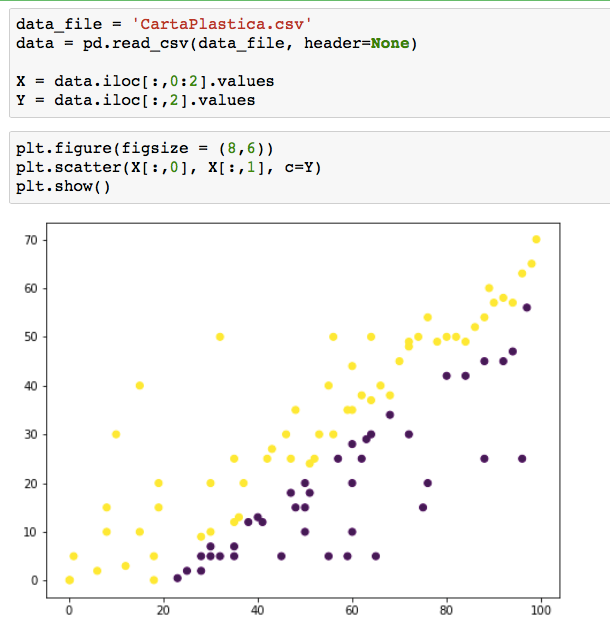 data_file = 'CartaPlastica.csv'
data = pd.read_csv(data_file, header=None)
X = data.iloc[:,0:2].values
Y = data.iloc[:,2].values
plt.figure(figsize = (8,6))
plt.scatter(X[:,0], X[:,1], c=Y)
plt.show()
70
60
50
40
30
20
10
0
0 20 40 60 80 100